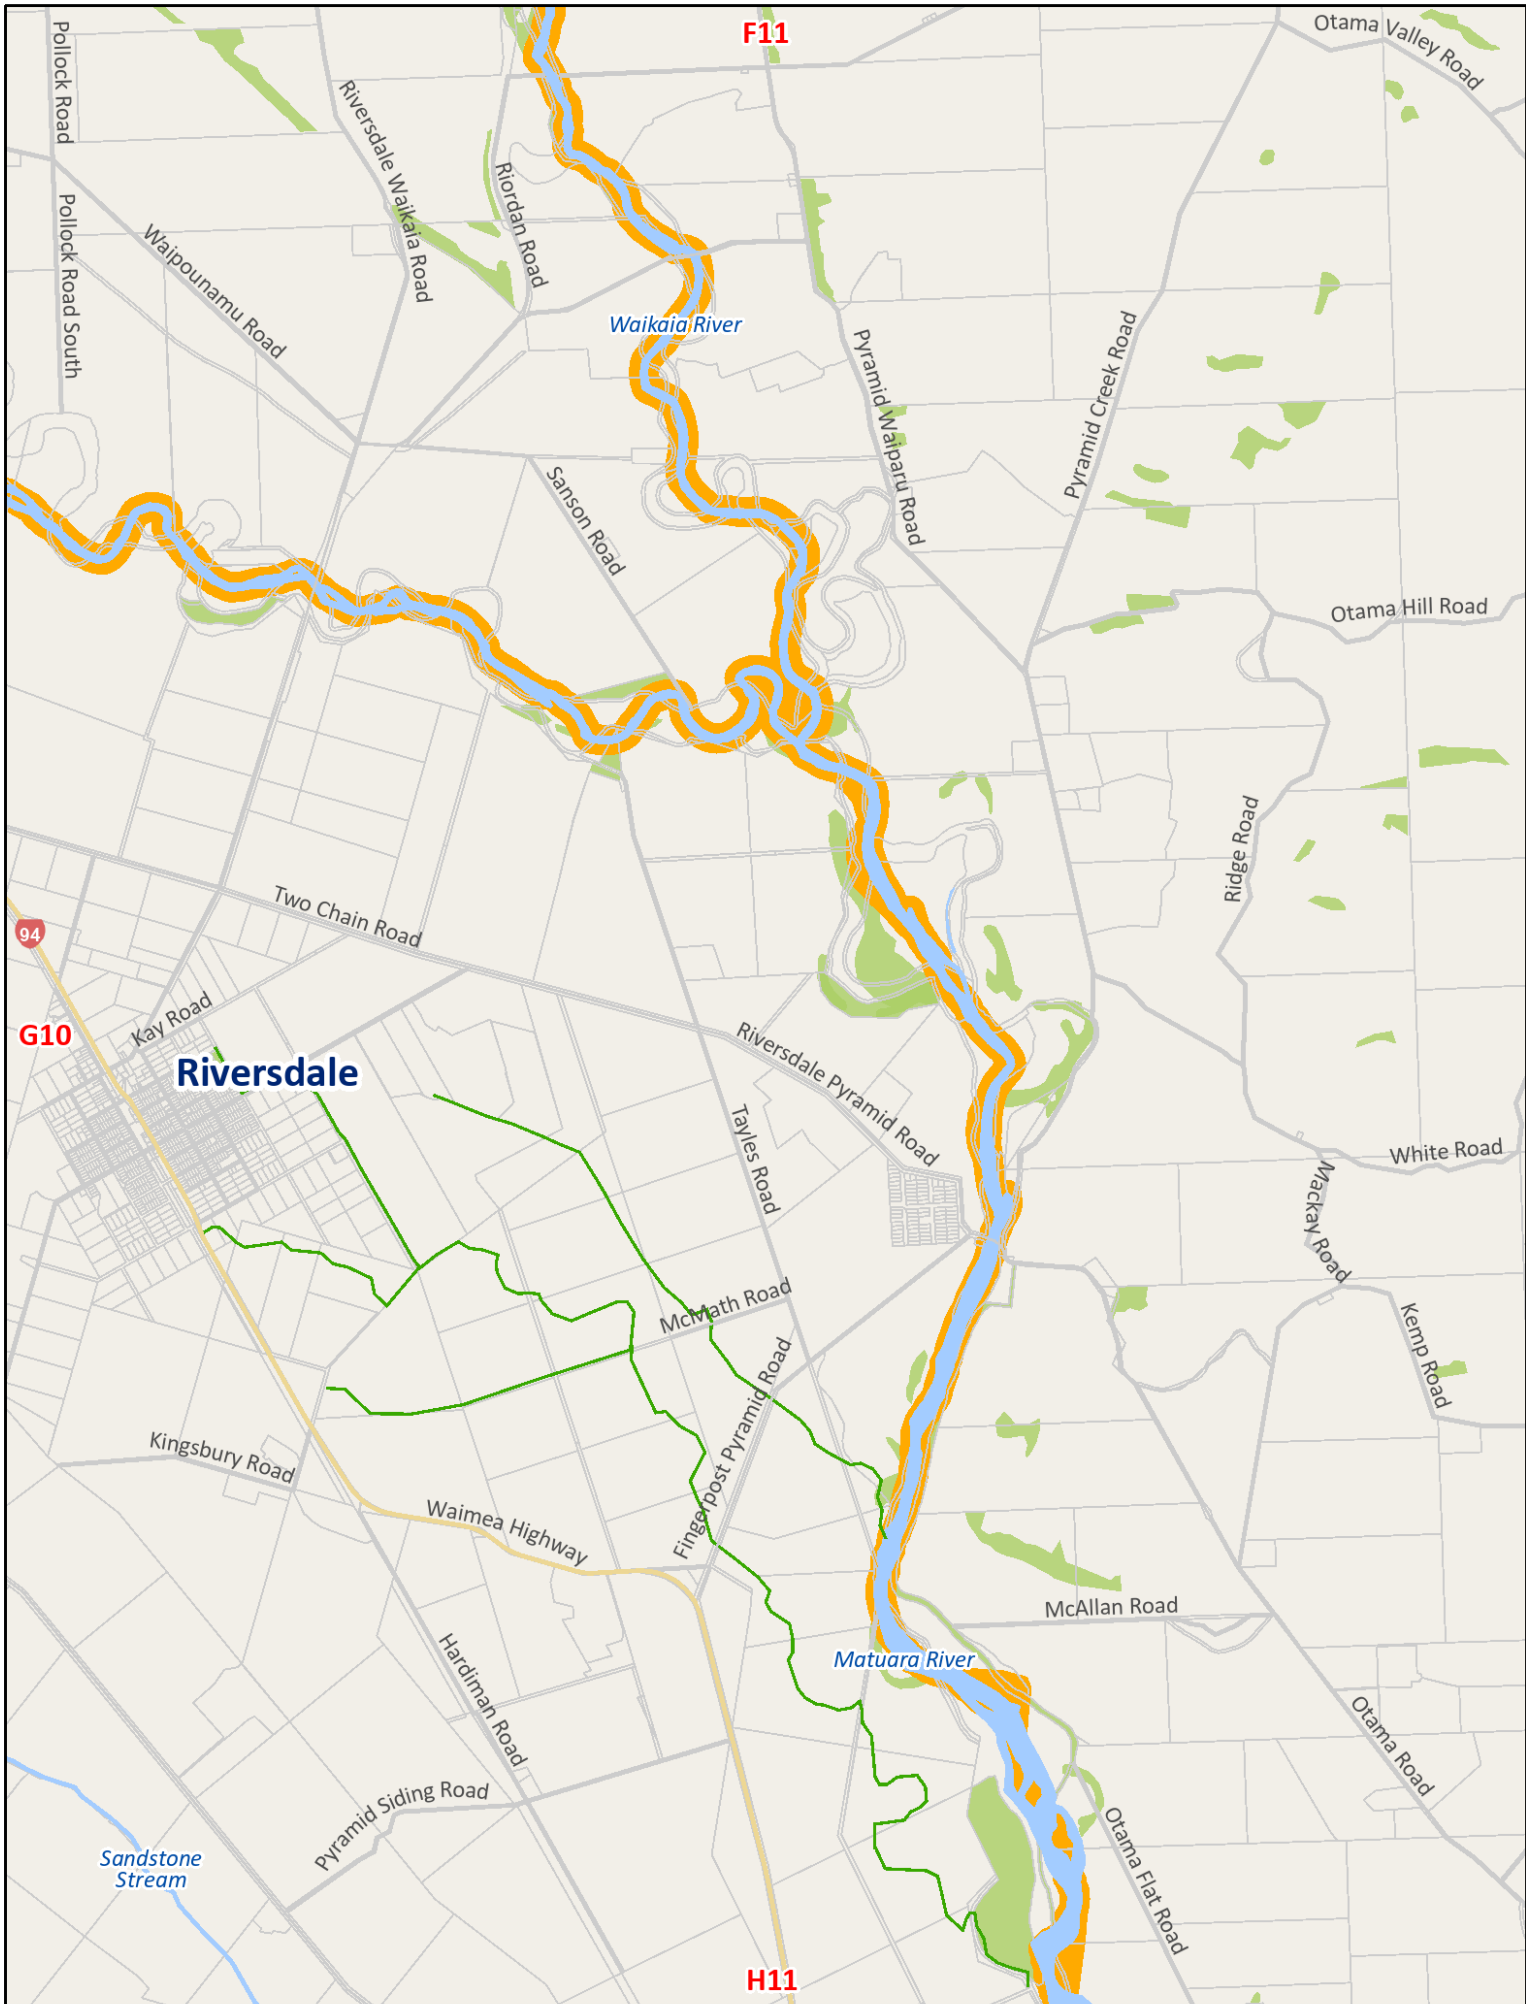 F11
Otama Valley Road
Pollock Road
Riversdale Waikaia Road
Riordan Road
Pollock Road South
Waipounamu Road
Waikaia River
Pyramid Waiparu Road
Pyramid Creek Road
Sanson Road
Otama Hill Road
Ridge Road
Two Chain Road
94
Kay Road
G10
Riversdale
Riversdale Pyramid Road
Tayles Road
White Road
Mackay Road
McMath Road
Kemp Road
Fingerpost Pyramid Road
Kingsbury Road
Waimea Highway
McAllan Road
Matuara River
Hardiman Road
Otama Road
Pyramid Siding Road
Otama Flat Road
Sandstone
Stream
H11